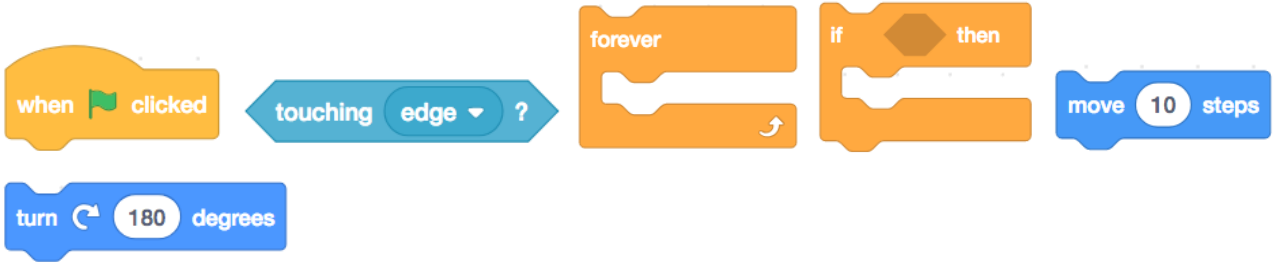 when clicked
touching edge ?
forever
if then
move 10 steps
turn 180 degrees